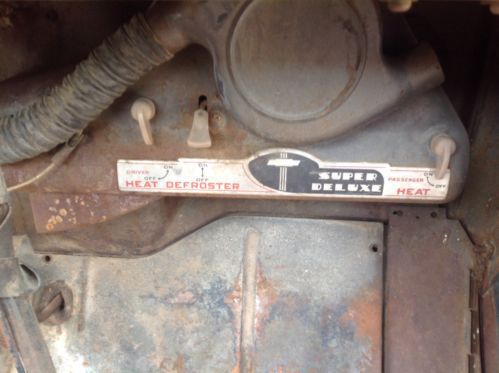 DRIVER ON OFF
HEAT
ON OFF
DEFROSTER
SUPER
DELUXE
PASSENGER ON OFF
HEAT